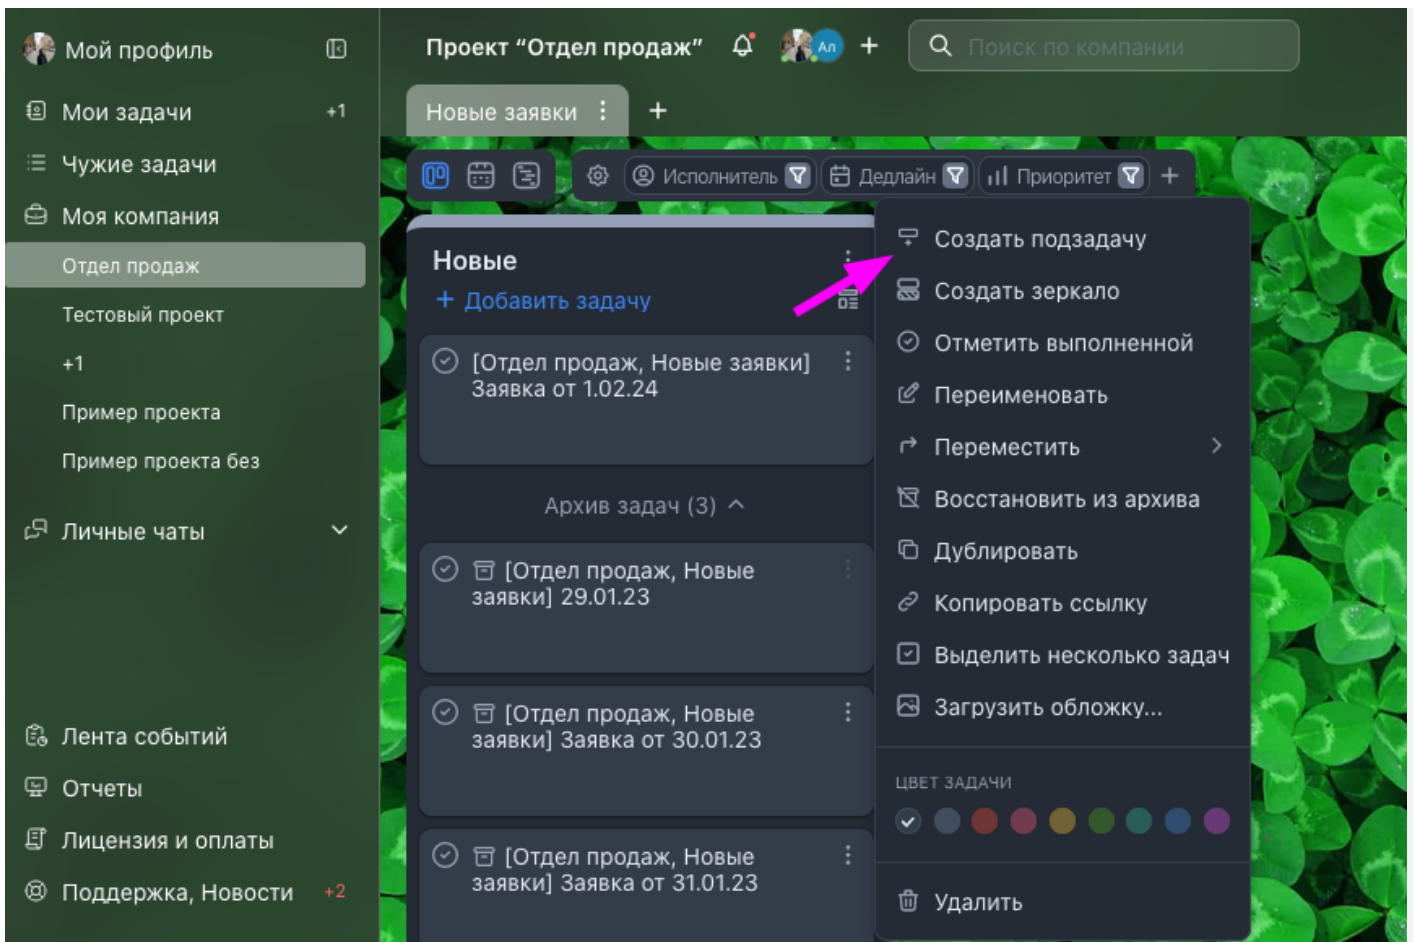 Мой профиль
Мои задачи +1
Чужие задачи
Моя компания
Отдел продаж
Тестовый проект
+1
Пример проекта
Пример проекта без
Личные чаты
Лента событий
Отчеты
Лицензия и оплаты
Поддержка, Новости +2
Проект “Отдел продаж”
Ал
Поиск по компании
Новые заявки
Исполнитель
Дедлайн
Приоритет
Новые
+ Добавить задачу
[Отдел продаж, Новые заявки]
Заявка от 1.02.24
Архив задач (3)
[Отдел продаж, Новые
заявки] 29.01.23
[Отдел продаж, Новые
заявки] Заявка от 30.01.23
[Отдел продаж, Новые
заявки] Заявка от 31.01.23
Создать подзадачу
Создать зеркало
Отметить выполненной
Переименовать
Переместить
Восстановить из архива
Дублировать
Копировать ссылку
Выделить несколько задач
Загрузить обложку...
ЦВЕТ ЗАДАЧИ
Удалить